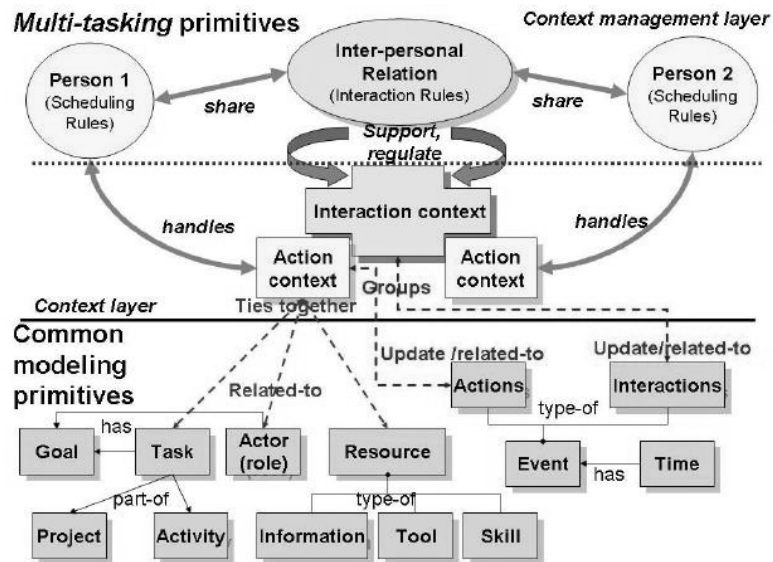 Multi-tasking primitives
Context management layer
Inter-personal
Relation
(Interaction Rules)
Person 1
(Scheduling
Rules)
Person 2
(Scheduling
Rules)
share
share
Support,
regulate
Interaction context
handles
handles
Action
context
Action
context
Context layer
Ties together
Groups
Common
modeling
primitives
Update /related-to
Update/related-to
Related-to
Actions
Interactions
type-of
has
Goal
Task
Actor
(role)
Resource
Event
has
Time
part-of
type-of
Project
Activity
Information
Tool
Skill